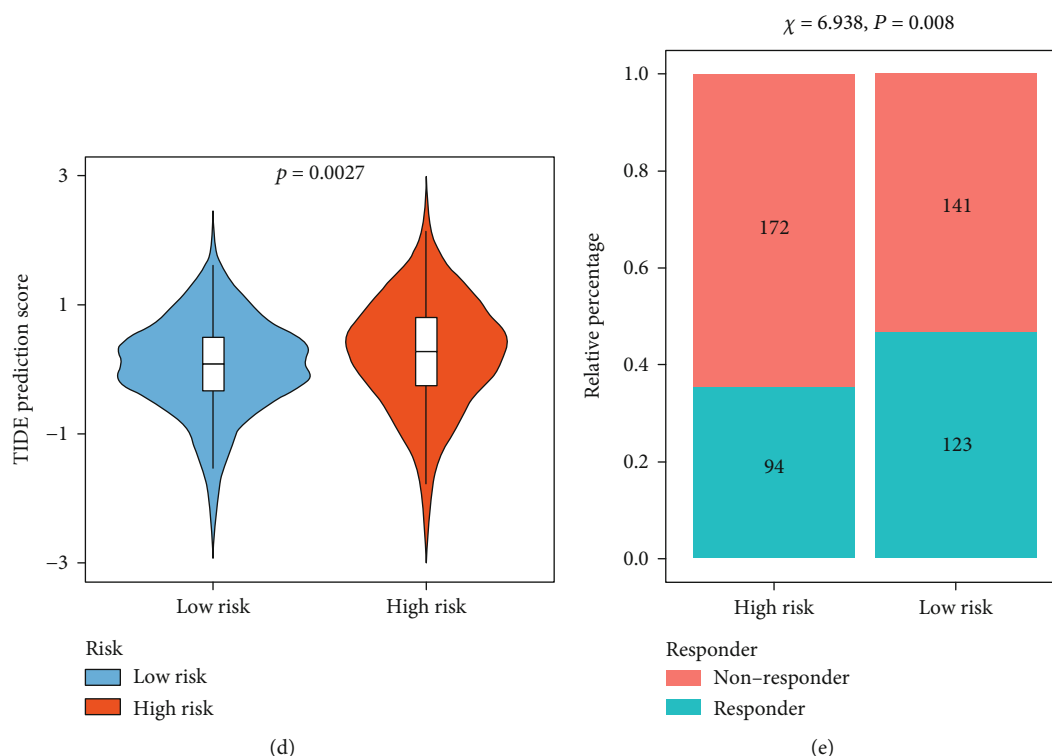 p = 0.0027
3
1
−1
−3
TIDE prediction score
Low risk
High risk
Risk
Low risk
High risk
(d)
χ = 6.938, P = 0.008
1.0
0.8
0.6
0.4
0.2
0.0
Relative percentage
172
141
94
123
High risk
Low risk
Responder
Non–responder
Responder
(e)